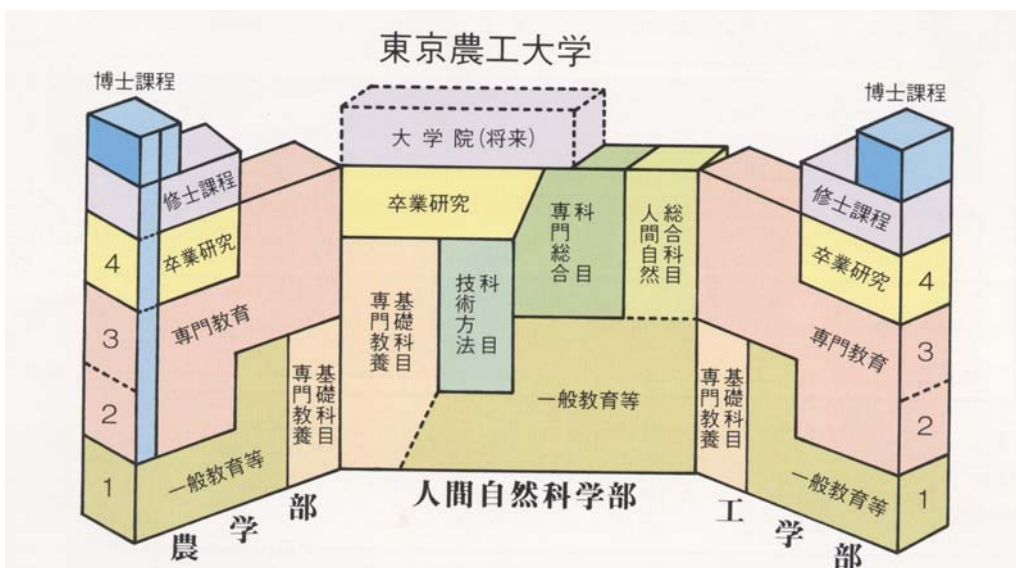 東京農工大学
博士課程
博士課程
大学院(将来)
修士課程
卒業研究
専門教育
一般教育等
専門教養
基礎科目
4
3
2
1
卒業研究
専門教養
基礎科目
技術方法
科目
専門総合
科目
人間自然
総合科目
一般教育等
修士課程
卒業研究
専門教育
専門教養
基礎科目
一般教育等
4
3
2
1
農学部
人間自然科学部
工学部